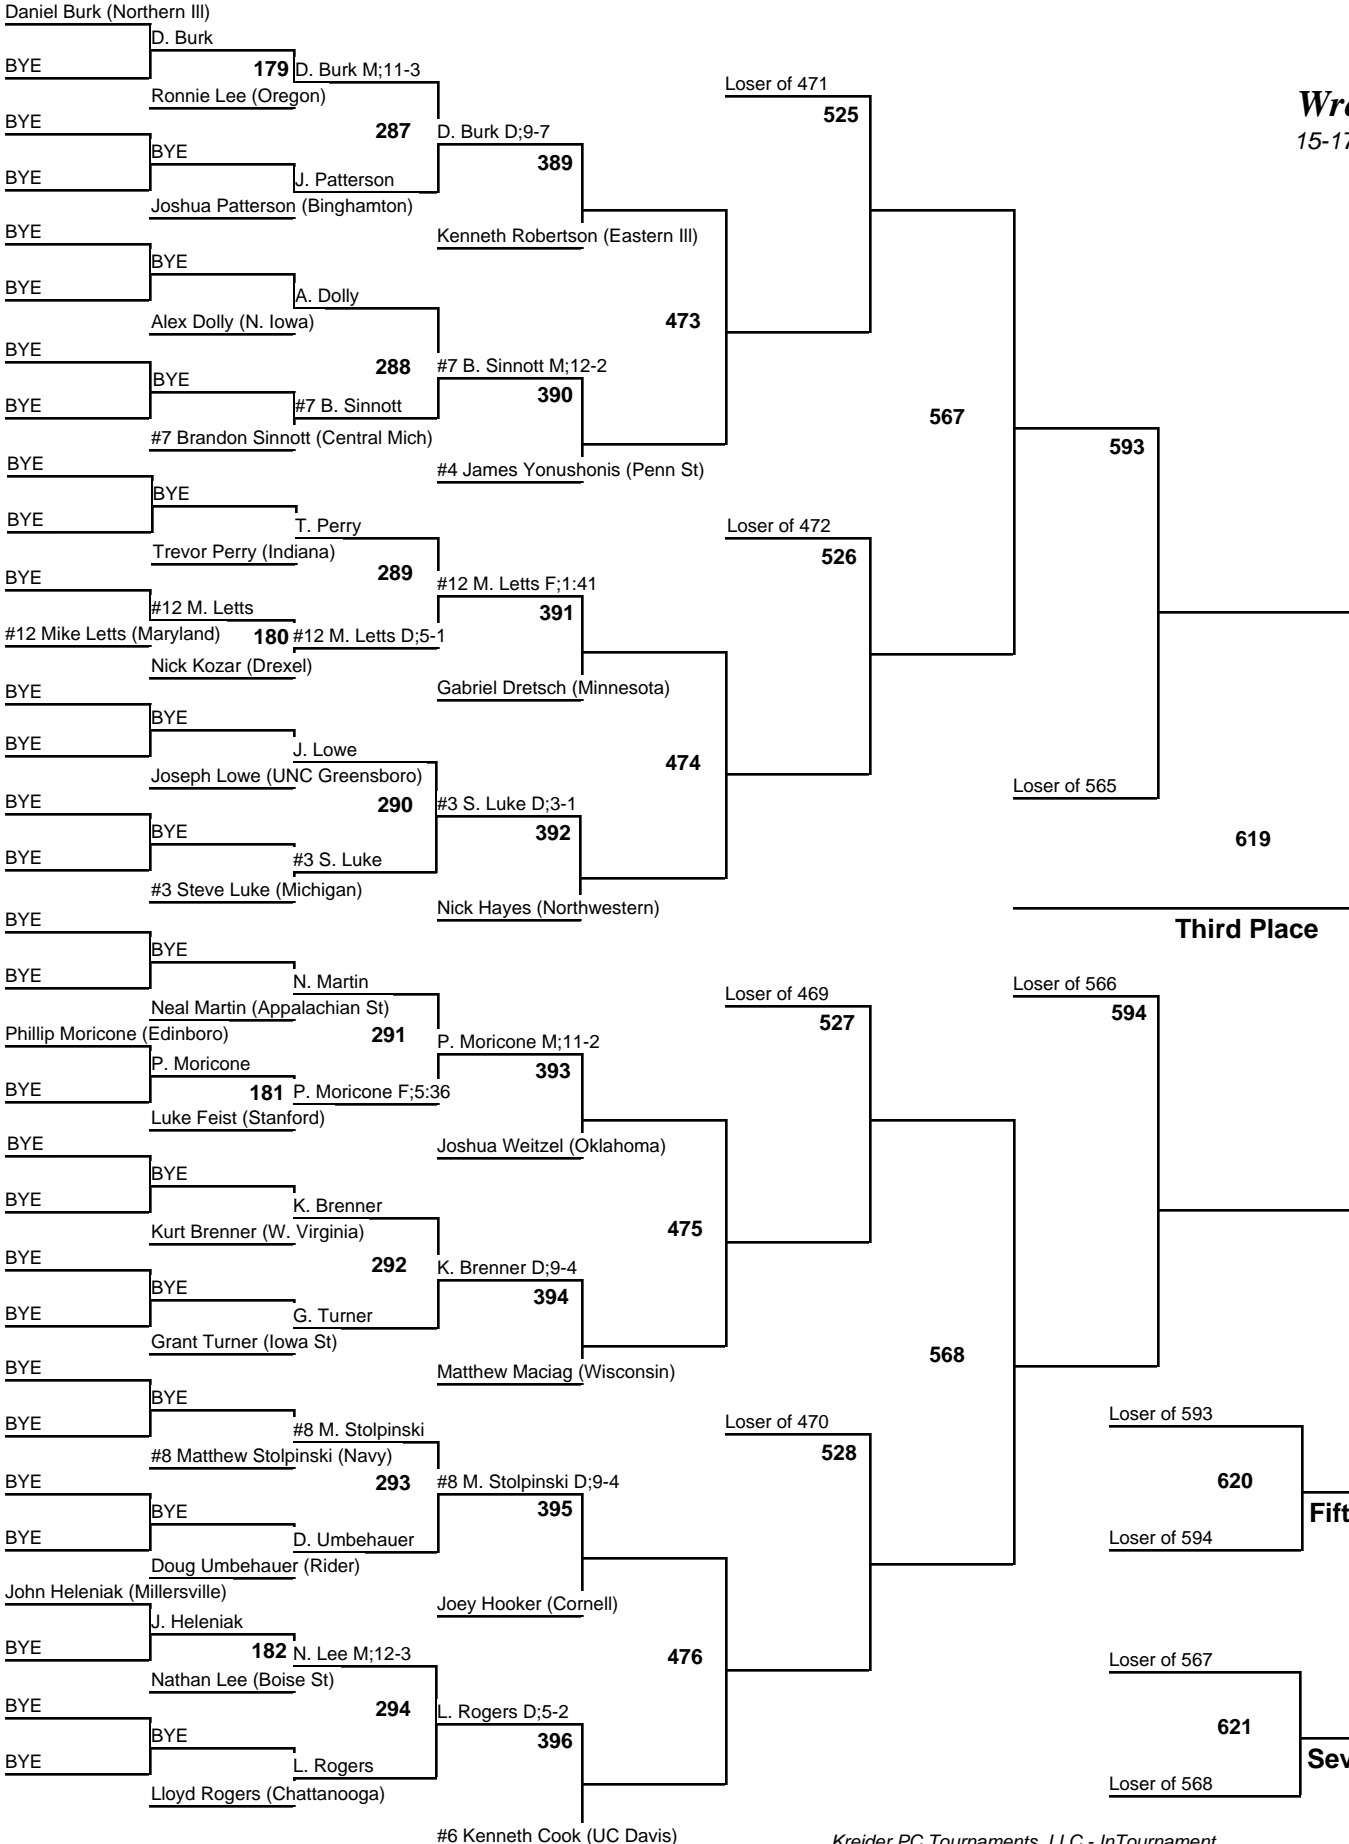 Daniel Burk (Northern Ill)
D. Burk
BYE
179 D. Burk M;11-3
Loser of 471
Ronnie Lee (Oregon)
525
15-17
BYE
287
D. Burk D;9-7
BYE
389
BYE
J. Patterson
Joshua Patterson (Binghamton)
BYE
Kenneth Robertson (Eastern Ill)
BYE
BYE
A. Dolly
Alex Dolly (N. Iowa)
473
BYE
288
#7 B. Sinnott M;12-2
BYE
390
BYE
#7 B. Sinnott
567
#7 Brandon Sinnott (Central Mich)
593
BYE
#4 James Yonushonis (Penn St)
BYE
BYE
T. Perry
Loser of 472
Trevor Perry (Indiana)
526
BYE
289
#12 M. Letts F;1:41
#12 M. Letts
391
#12 Mike Letts (Maryland)
180 #12 M. Letts D;5-1
Nick Kozar (Drexel)
BYE
Gabriel Dretsch (Minnesota)
BYE
BYE
J. Lowe
474
Joseph Lowe (UNC Greensboro)
Loser of 565
BYE
290
#3 S. Luke D;3-1
BYE
392
619
BYE
#3 S. Luke
#3 Steve Luke (Michigan)
Nick Hayes (Northwestern)
BYE
Third Place
BYE
BYE
N. Martin
Loser of 566
Loser of 469
Neal Martin (Appalachian St)
594
527
Phillip Moricone (Edinboro)
291
P. Moricone M;11-2
P. Moricone
393
BYE
181 P. Moricone F;5:36
Luke Feist (Stanford)
BYE
Joshua Weitzel (Oklahoma)
BYE
BYE
K. Brenner
Kurt Brenner (W. Virginia)
475
BYE
292
K. Brenner D;9-4
BYE
394
BYE
G. Turner
Grant Turner (Iowa St)
568
BYE
Matthew Maciag (Wisconsin)
BYE
BYE
#8 M. Stolpinski
Loser of 470
Loser of 593
#8 Matthew Stolpinski (Navy)
528
BYE
293
#8 M. Stolpinski D;9-4
620
BYE
395
BYE
D. Umbehauer
Loser of 594
Doug Umbehauer (Rider)
John Heleniak (Millersville)
Joey Hooker (Cornell)
J. Heleniak
BYE
182 N. Lee M;12-3
476
Loser of 567
Nathan Lee (Boise St)
BYE
294
L. Rogers D;5-2
621
BYE
396
BYE
L. Rogers
Loser of 568
Lloyd Rogers (Chattanooga)
#6 Kenneth Cook (UC Davis)
Kreider PC Tournaments, LLC - InTournament